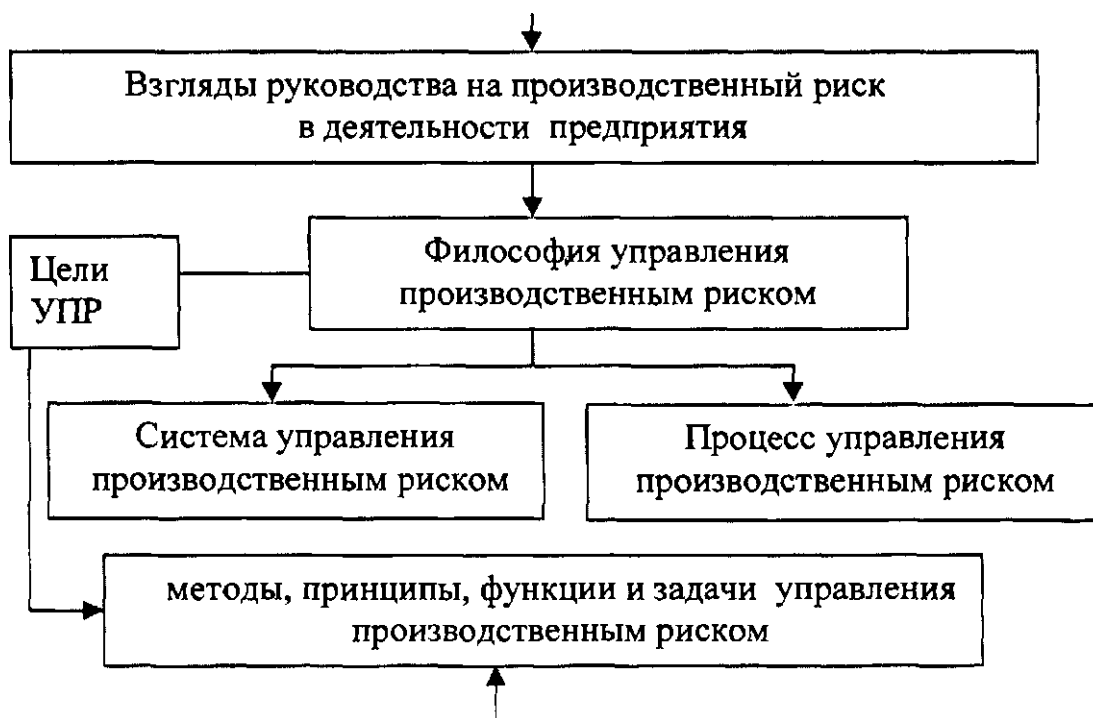 Взгляды руководства на производственный риск
в деятельности предприятия
Философия управления
производственным риском
Цели
УПР
Система управления
производственным риском
Процесс управления
производственным риском
методы, принципы, функции и задачи управления
производственным риском